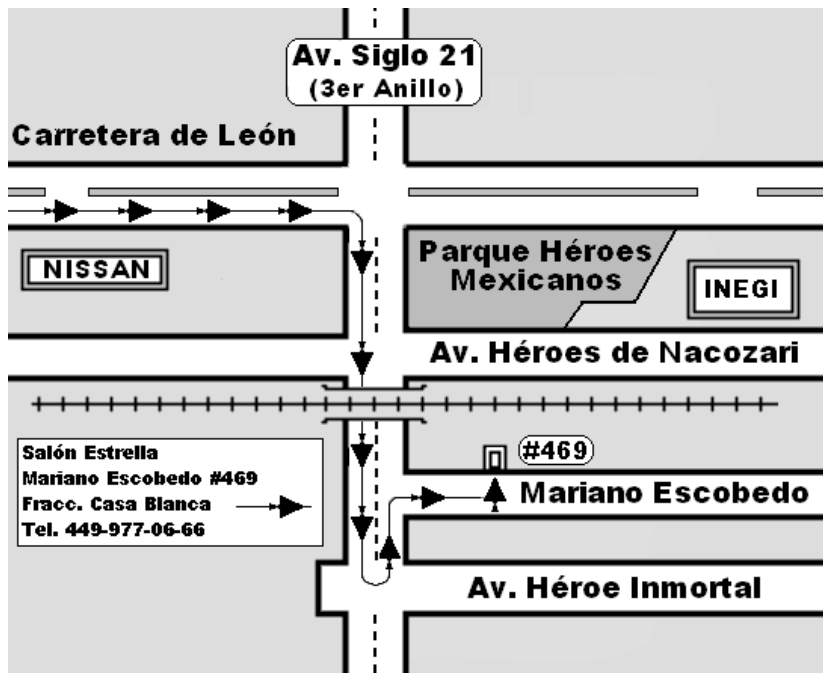 Av. Siglo 21
(3er Anillo)
Carretera de León
NISSAN
Parque Héroes
Mexicanos
INEGI
Av. Héroes de Nacozari
#469
Salón Estrella
Mariano Escobedo #469
Fracc. Casa Blanca
Tel. 449-977-06-66
Mariano Escobedo
Av. Héroe Inmortal